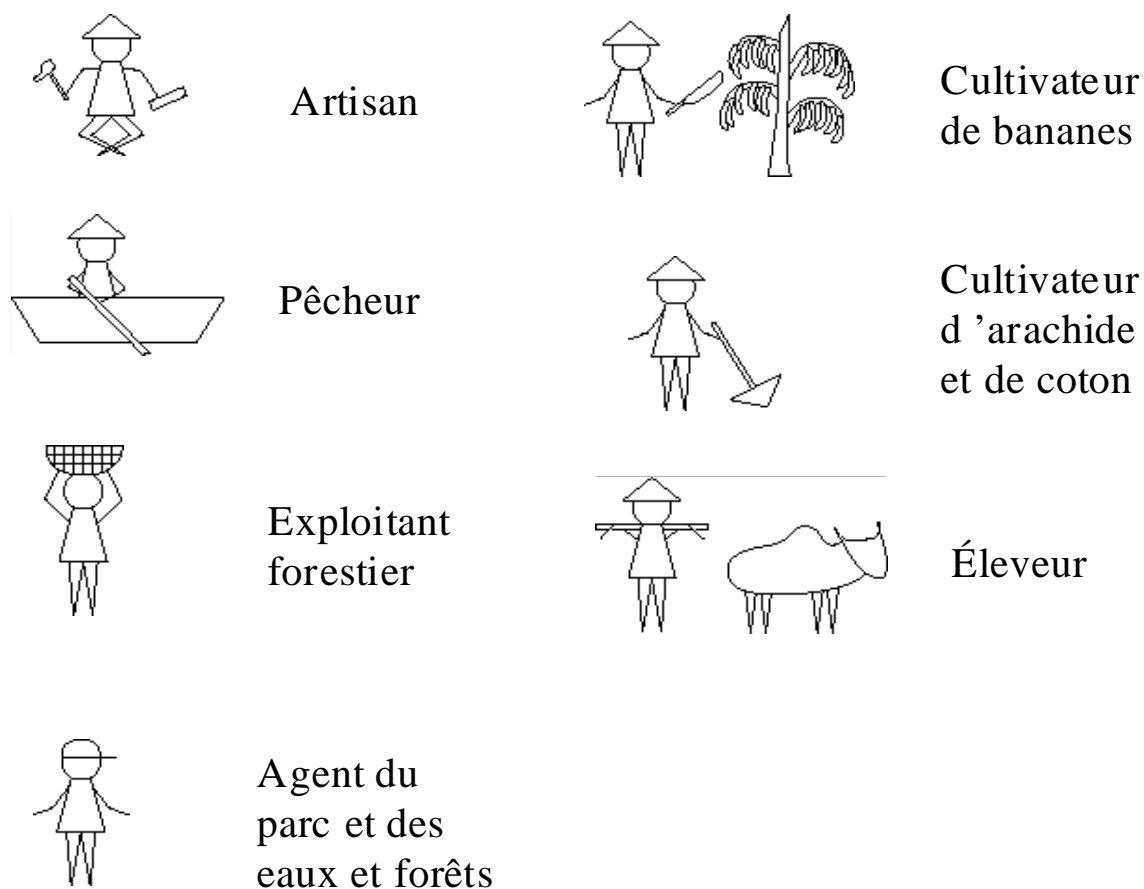 Artisan
Cultivateur
de bananes
Pêcheur
Cultivateur
d ’arachide
et de coton
Exploitant
forestier
Éleveur
Agent du
parc et des
eaux et forêts